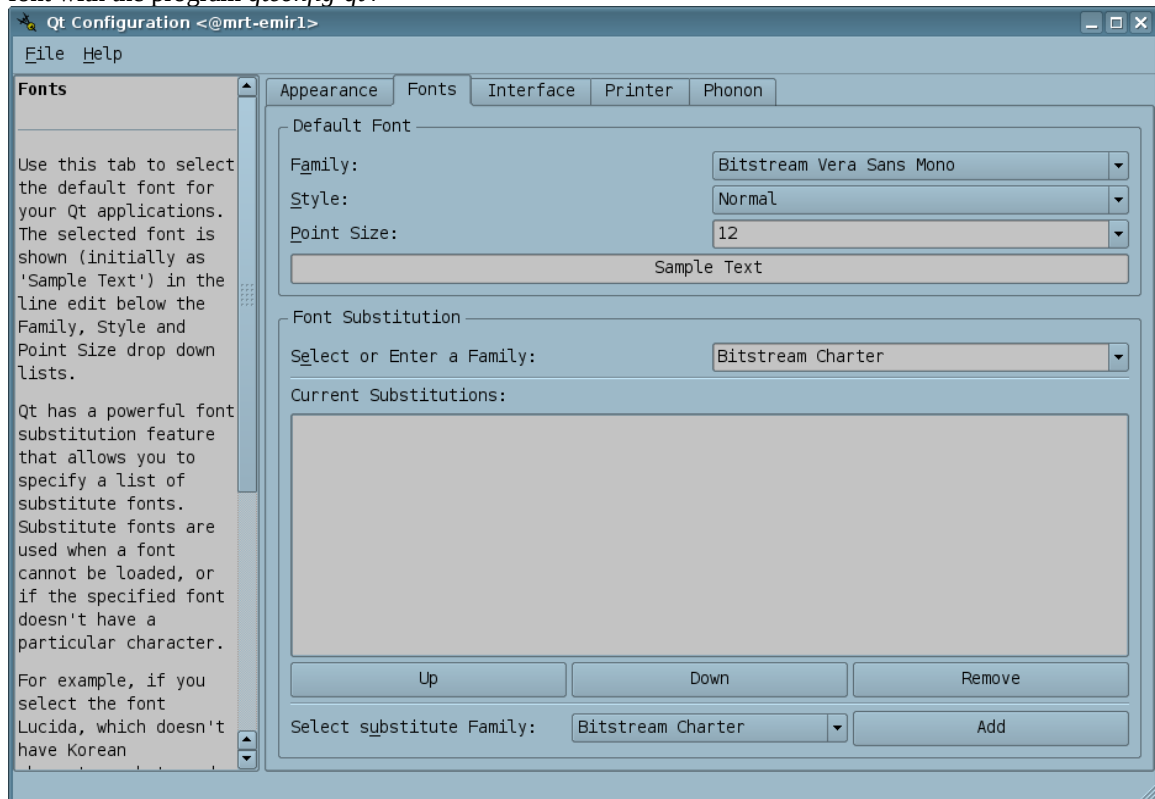 font with the program qtconfig-qt4
Qt Configuration <@mrt-emir1>
File Help
Fonts
Use this tab to select
the default font for
your Qt applications.
The selected font is
shown (initially as
'Sample Text') in the
line edit below the
Family, Style and
Point Size drop down
lists.
Qt has a powerful font
substitution feature
that allows you to
specify a list of
substitute fonts.
Substitute fonts are
used when a font
cannot be loaded, or
if the specified font
doesn't have a
particular character.
For example, if you
select the font
Lucida, which doesn't
have Korean
Appearance Fonts Interface Printer Phonon
Default Font
Family: Bitstream Vera Sans Mono
Style: Normal
Point Size: 12
Sample Text
Font Substitution
Select or Enter a Family: Bitstream Charter
Current Substitutions:
Up Down Remove
Select substitute Family: Bitstream Charter Add